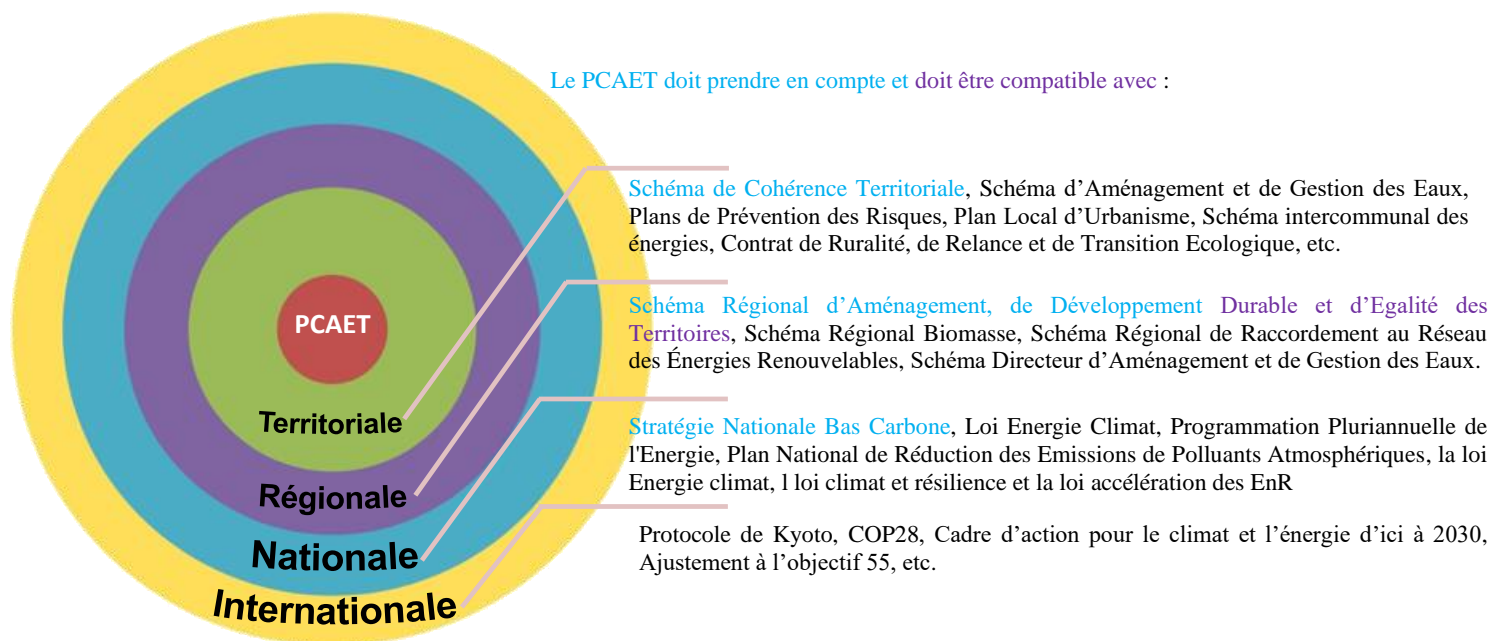 Le PCAET doit prendre en compte et doit être compatible avec :
Schéma de Cohérence Territoriale, Schéma d’Aménagement et de Gestion des Eaux,
Plans de Prévention des Risques, Plan Local d’Urbanisme, Schéma intercommunal des
énergies, Contrat de Ruralité, de Relance et de Transition Ecologique, etc.
Schéma Régional d’Aménagement, de Développement Durable et d’Egalité des
Territoires, Schéma Régional Biomasse, Schéma Régional de Raccordement au Réseau
des Énergies Renouvelables, Schéma Directeur d’Aménagement et de Gestion des Eaux.
Stratégie Nationale Bas Carbone, Loi Energie Climat, Programmation Pluriannuelle de
l'Energie, Plan National de Réduction des Emissions de Polluants Atmosphériques, la loi
Energie climat, l loi climat et résilience et la loi accélération des EnR
Protocole de Kyoto, COP28, Cadre d’action pour le climat et l’énergie d’ici à 2030,
Ajustement à l’objectif 55, etc.
PCAET
Territoriale
Régionale
Nationale
Internationale